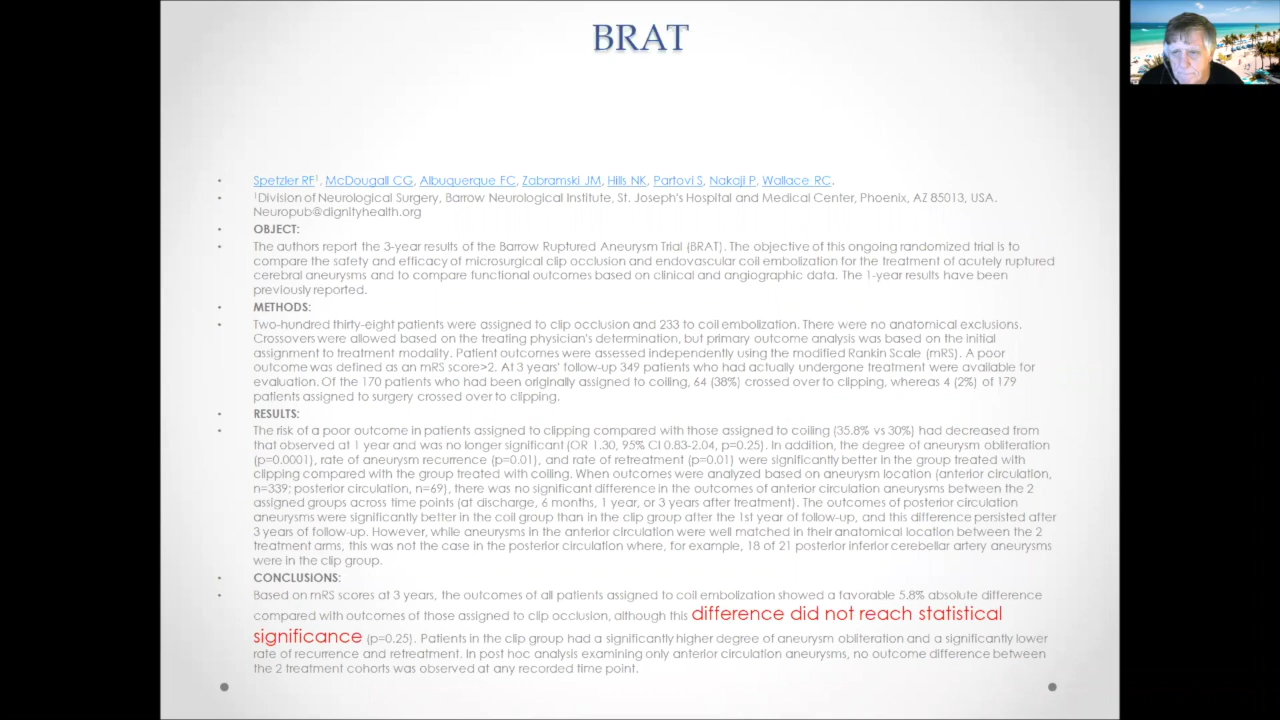 BRAT
• Spetzler RF¹, McDougall CG, Albuquerque FC, Zabramski JM, Hills NK, Partovi S, Nakaji P, Wallace RC.
• ¹Division of Neurological Surgery, Barrow Neurological Institute, St. Joseph's Hospital and Medical Center, Phoenix, AZ 85013, USA.
Neuropub@dignityhealth.org
• OBJECT:
• The authors report the 3-year results of the Barrow Ruptured Aneurysm Trial (BRAT). The objective of this ongoing randomized trial is to
compare the safety and efficacy of microsurgical clip occlusion and endovascular coil embolization for the treatment of acutely ruptured
cerebral aneurysms and to compare functional outcomes based on clinical and angiographic data. The 1-year results have been
previously reported.
• METHODS:
• Two-hundred thirty-eight patients were assigned to clip occlusion and 233 to coil embolization. There were no anatomical exclusions.
Crossovers were allowed based on the treating physician's determination, but primary outcome analysis was based on the initial
assignment to treatment modality. Patient outcomes were assessed independently using the modified Rankin Scale (mRS). A poor
outcome was defined as an mRS score>2. At 3 years' follow-up 349 patients who had actually undergone treatment were available for
evaluation. Of the 170 patients who had been originally assigned to coiling, 64 (38%) crossed over to clipping, whereas 4 (2%) of 179
patients assigned to surgery crossed over to clipping.
• RESULTS:
• The risk of a poor outcome in patients assigned to clipping compared with those assigned to coiling (35.8% vs 30%) had decreased from
that observed at 1 year and was no longer significant (OR 1.30, 95% CI 0.83-2.04, p=0.25). In addition, the degree of aneurysm obliteration
(p=0.0001), rate of aneurysm recurrence (p=0.01), and rate of retreatment (p=0.01) were significantly better in the group treated with
clipping compared with the group treated with coiling. When outcomes were analyzed based on aneurysm location (anterior circulation,
n=339; posterior circulation, n=69), there was no significant difference in the outcomes of anterior circulation aneurysms between the 2
assigned groups across time points (at discharge, 6 months, 1 year, or 3 years after treatment). The outcomes of posterior circulation
aneurysms were significantly better in the coil group than in the clip group after the 1st year of follow-up, and this difference persisted after
3 years of follow-up. However, while aneurysms in the anterior circulation were well matched in their anatomical location between the 2
treatment arms, this was not the case in the posterior circulation where, for example, 18 of 21 posterior inferior cerebellar artery aneurysms
were in the clip group.
• CONCLUSIONS:
• Based on mRS scores at 3 years, the outcomes of all patients assigned to coil embolization showed a favorable 5.8% absolute difference
compared with outcomes of those assigned to clip occlusion, although this difference did not reach statistical
significance (p=0.25). Patients in the clip group had a significantly higher degree of aneurysm obliteration and a significantly lower
rate of recurrence and retreatment. In post hoc analysis examining only anterior circulation aneurysms, no outcome difference between
the 2 treatment cohorts was observed at any recorded time point.